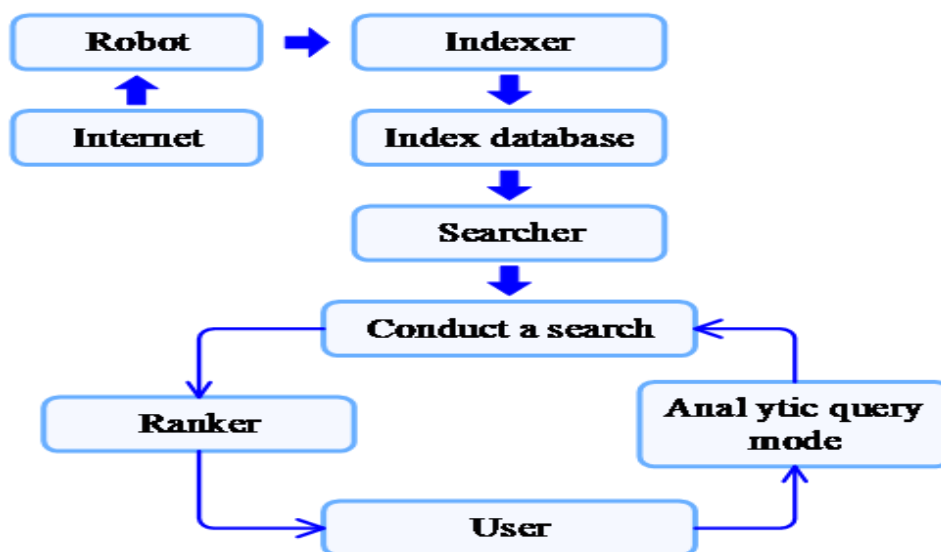 Robot
Indexer
Internet
Index database
Searcher
Conduct a search
Ranker
Anal ytic query
mode
User